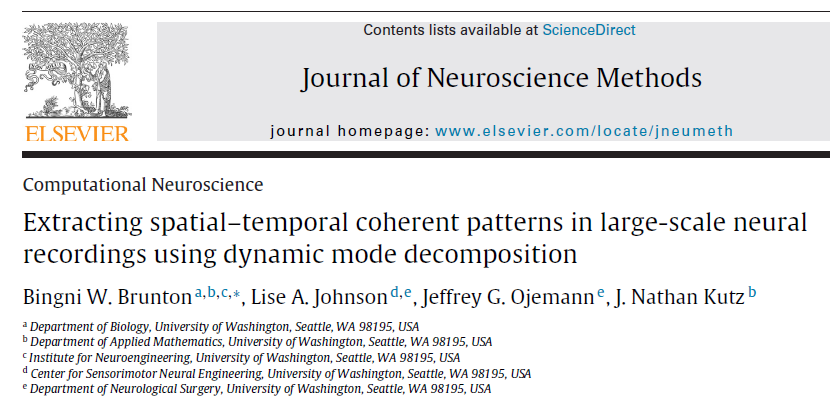 Contents lists available at ScienceDirect
Journal of Neuroscience Methods
ELSEVIER
journal homepage: www.elsevier.com/locate/jneumeth
Computational Neuroscience
Extracting spatial–temporal coherent patterns in large-scale neural
recordings using dynamic mode decomposition
Bingni W. Brunton a,b,c,∗, Lise A. Johnson d,e, Jeffrey G. Ojemann e, J. Nathan Kutz b
a Department of Biology, University of Washington, Seattle, WA 98195, USA
b Department of Applied Mathematics, University of Washington, Seattle, WA 98195, USA
c Institute for Neuroengineering, University of Washington, Seattle, WA 98195, USA
d Center for Sensorimotor Neural Engineering, University of Washington, Seattle, WA 98195, USA
e Department of Neurological Surgery, University of Washington, Seattle, WA 98195, USA